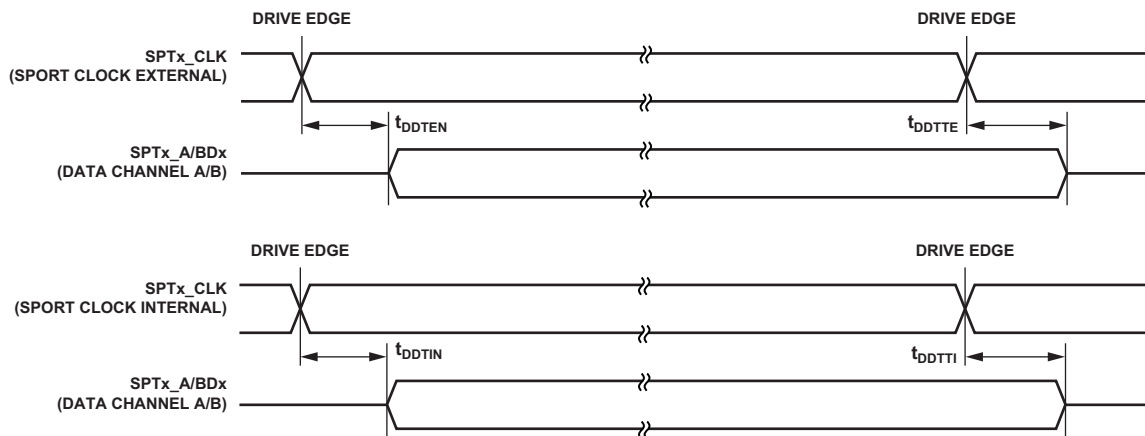 DRIVE EDGE
DRIVE EDGE
SPTx_CLK
(SPORT CLOCK EXTERNAL)
tDDTEN
tDDTTE
SPTx_A/BDx
(DATA CHANNEL A/B)
DRIVE EDGE
DRIVE EDGE
SPTx_CLK
(SPORT CLOCK INTERNAL)
tDDTIN
tDDTTI
SPTx_A/BDx
(DATA CHANNEL A/B)